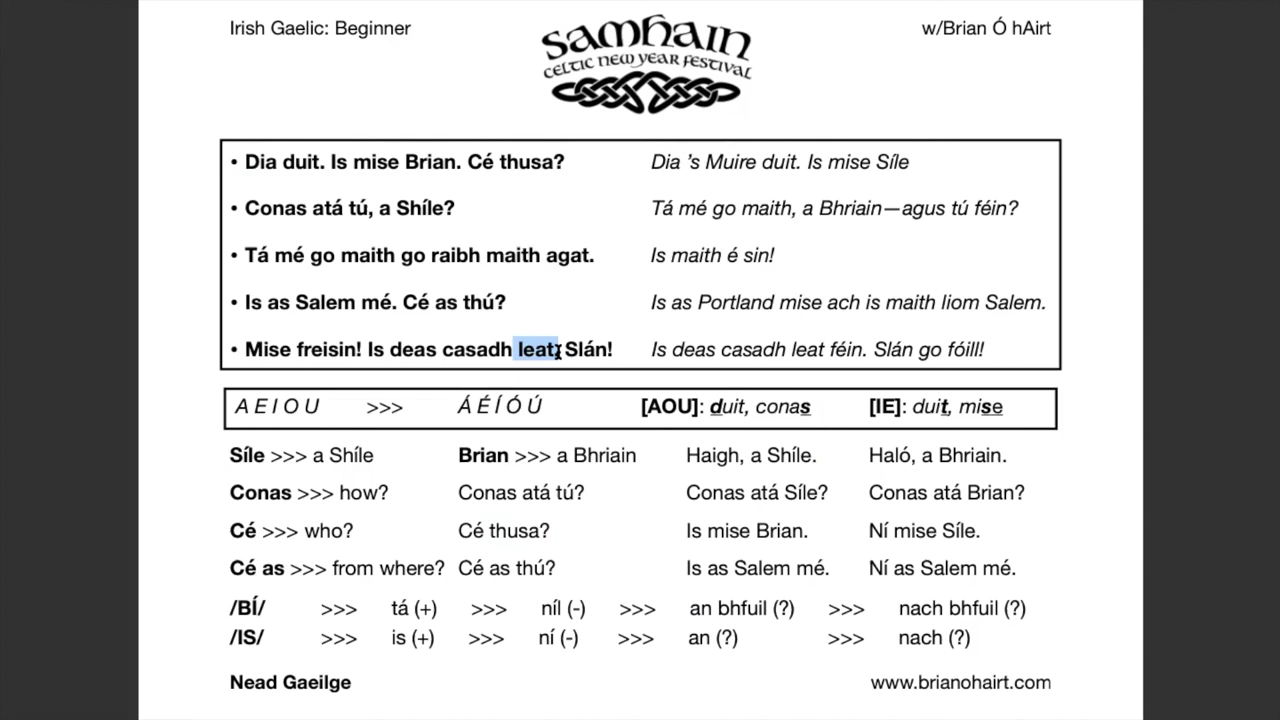 Irish Gaelic: Beginner
SAMHAIN
CELTIC NEW YEAR FESTIVAL
w/Brian Ó hAirt
• Dia duit. Is mise Brian. Cé thusa? Dia 's Muire duit. Is mise Síle
• Conas atá tú, a Shíle? Tá mé go maith, a Bhriain—agus tú féin?
• Tá mé go maith go raibh maith agat. Is maith é sin!
• Is as Salem mé. Cé as thú? Is as Portland mise ach is maith liom Salem.
• Mise freisin! Is deas casadh leat. Slán! Is deas casadh leat féin. Slán go fóill!
A E I O U >>> Á É Í Ó Ú [AOU]: duit, conas [IE]: duit, mise
Síle >>> a Shíle Brian >>> a Bhriain Haigh, a Shíle. Haló, a Bhriain.
Conas >>> how? Conas atá tú? Conas atá Síle? Conas atá Brian?
Cé >>> who? Cé thusa? Is mise Brian. Ní mise Síle.
Cé as >>> from where? Cé as thú? Is as Salem mé. Ní as Salem mé.
/BÍ/ >>> tá (+) >>> níl (-) >>> an bhfuil (?) >>> nach bhfuil (?)
/IS/ >>> is (+) >>> ní (-) >>> an (?) >>> nach (?)
Nead Gaeilge www.brianohairt.com